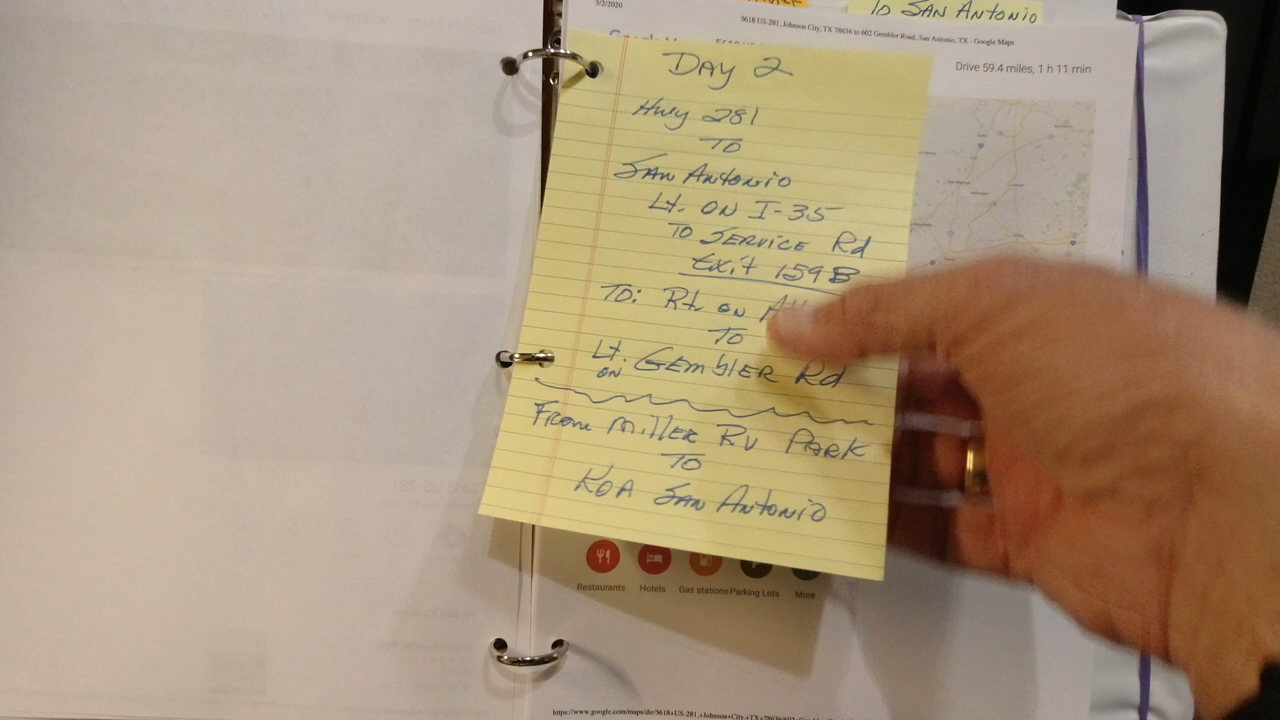 3/2/2020
To SAN ANTONIO
5618 US-281, Johnson City, TX 78636 to 602 Gembler Road, San Antonio, TX - Google Maps
Drive 59.4 miles, 1 h 11 min
DAY 2
Hwy 281
TO
SAN ANTONIO
Lt. ON I-35
TO SERVICE Rd
Exit 159B
TO: Rt. ON
TO
Lt. ON GEMBLER Rd
FROM MILLER RV PARK
TO
KOA SAN ANTONIO
Restaurants Hotels Gas stations Parking Lots More